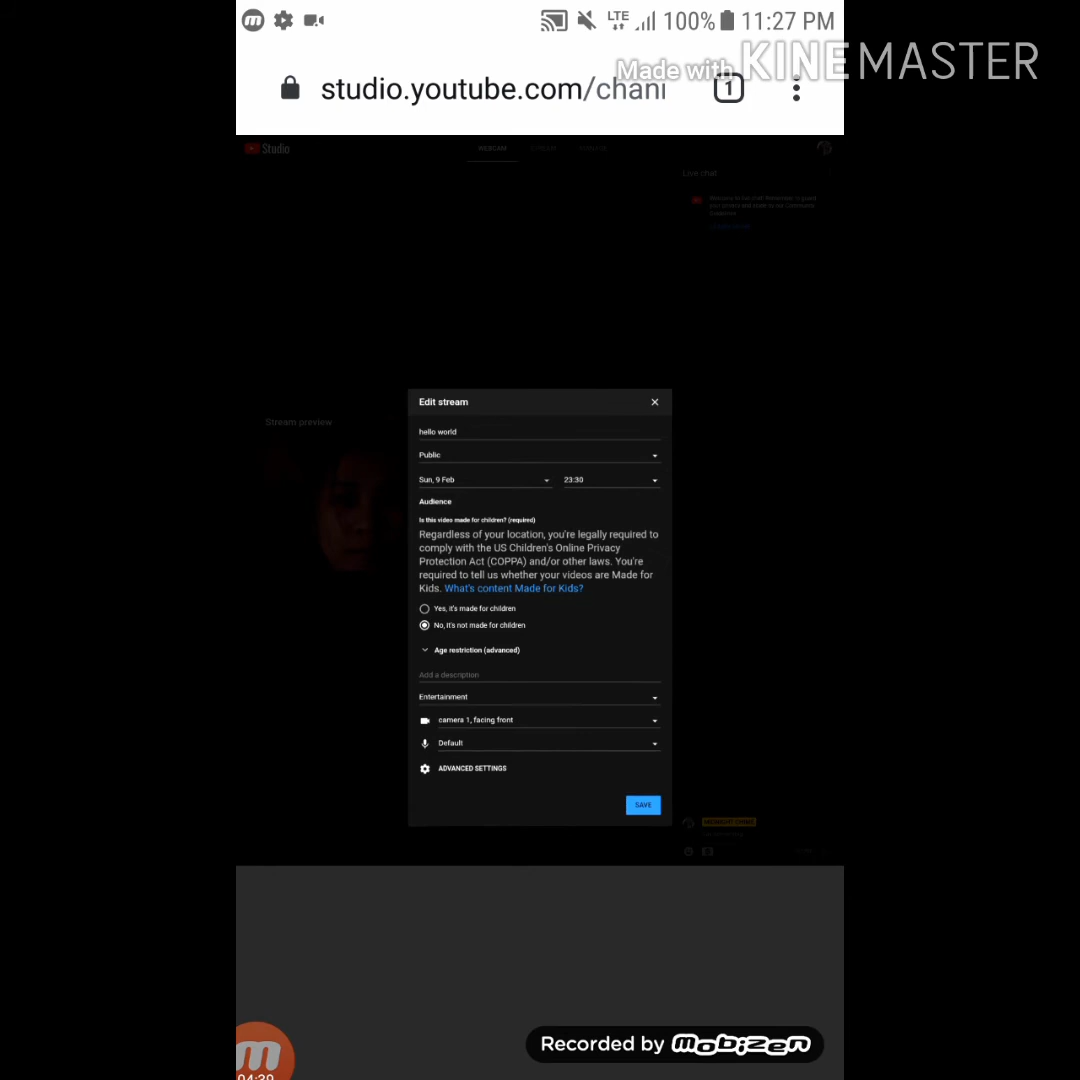 LTE 100% 11:27 PM
Made with KINEMASTER
studio.youtube.com/chan
1
Studio
WEBCAM
Live chat
Stream preview
Edit stream
hello world
Public
Sun, 9 Feb 23:30
Audience
Is this video made for children? (required)
Regardless of your location, you're legally required to
comply with the US Children's Online Privacy
Protection Act (COPPA) and/or other laws. You're
required to tell us whether your videos are Made for
Kids. What's content Made for Kids?
Yes, it's made for children
No, it's not made for children
Age restriction (advanced)
Add a description
Entertainment
camera 1, facing front
Default
ADVANCED SETTINGS
SAVE
Recorded by mobizen
m
04:39